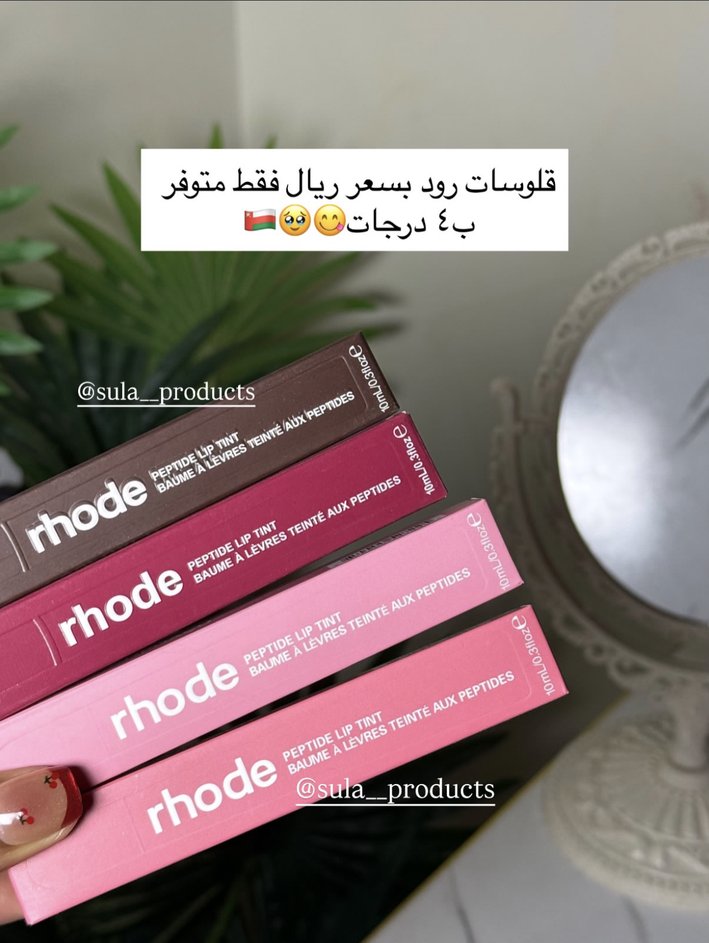 قلوسات رود بسعر ريال فقط متوفر
ب٤ درجات😋🥹🇴🇲
@sula__products
rhode
PEPTIDE LIP TINT
BAUME À LÈVRES TEINTÉ AUX PEPTIDES
10mL/0.3floz℮
rhode
PEPTIDE LIP TINT
BAUME À LÈVRES TEINTÉ AUX PEPTIDES
10mL/0.3floz℮
rhode
PEPTIDE LIP TINT
BAUME À LÈVRES TEINTÉ AUX PEPTIDES
10mL/0.3floz℮
rhode
PEPTIDE LIP TINT
BAUME À LÈVRES TEINTÉ AUX PEPTIDES
10mL/0.3floz℮
@sula__products